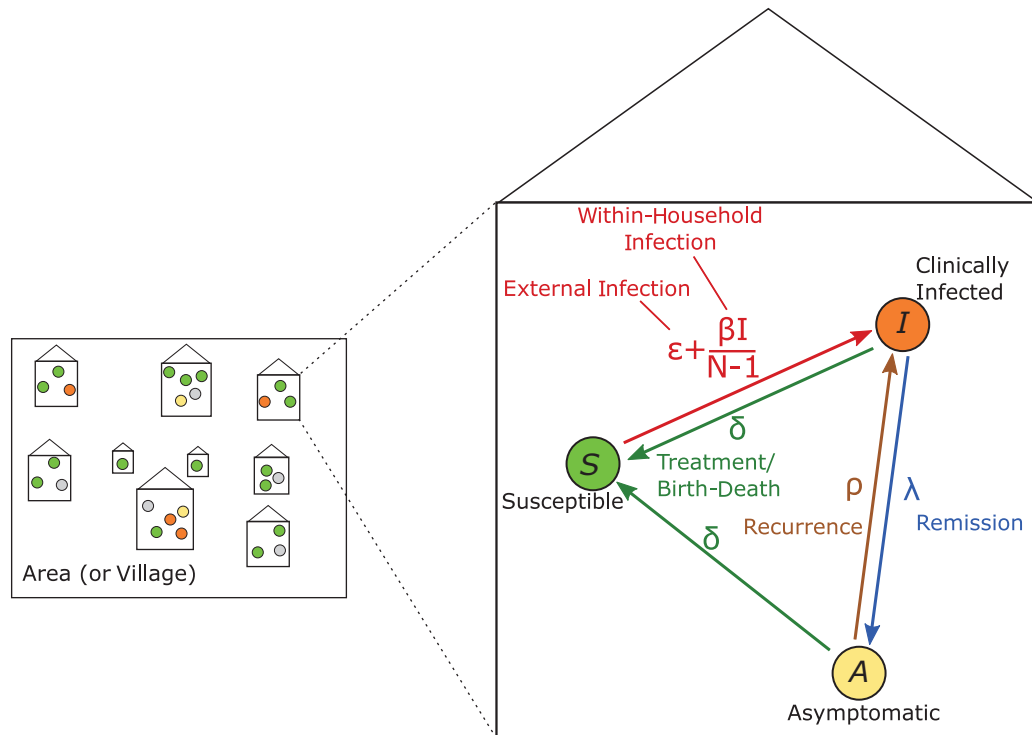 Within-Household
Infection
External Infection
ε+βI/N-1
Clinically
Infected
I
δ
S
Treatment/
Birth-Death
Susceptible
ρ
λ
Recurrence
Remission
δ
A
Asymptomatic
Area (or Village)